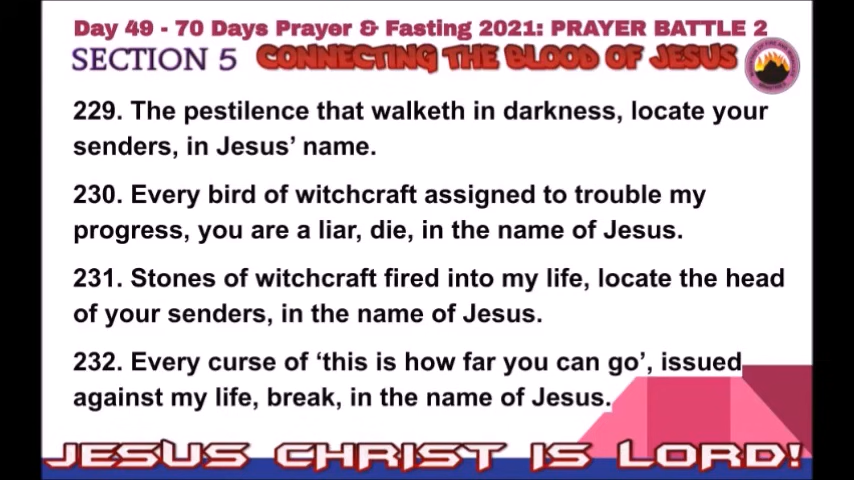 Day 49 - 70 Days Prayer & Fasting 2021: PRAYER BATTLE 2
SECTION 5 CONNECTING THE BLOOD OF JESUS
229. The pestilence that walketh in darkness, locate your
senders, in Jesus’ name.
230. Every bird of witchcraft assigned to trouble my
progress, you are a liar, die, in the name of Jesus.
231. Stones of witchcraft fired into my life, locate the head
of your senders, in the name of Jesus.
232. Every curse of ‘this is how far you can go’, issued
against my life, break, in the name of Jesus.
JESUS CHRIST IS LORD!